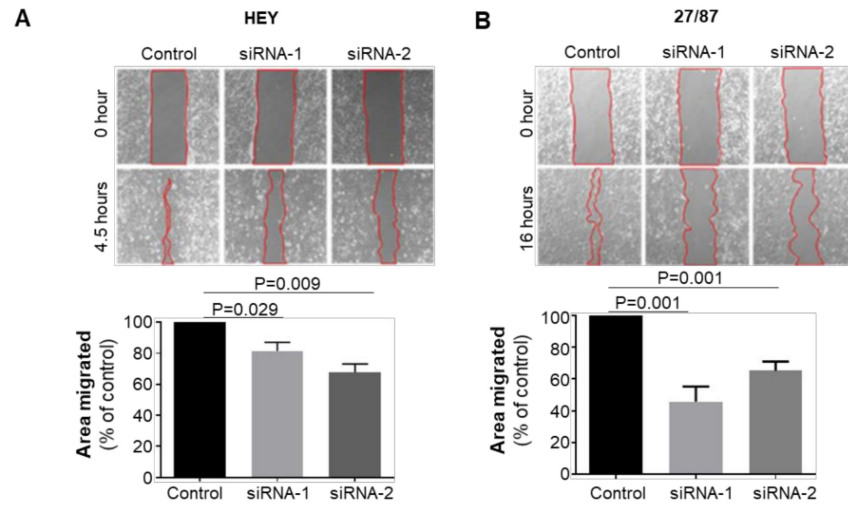 A
HEY
Control siRNA-1 siRNA-2
0 hour
4.5 hours
P=0.009
P=0.029
Area migrated
(% of control)
100
80
60
40
20
0
Control siRNA-1 siRNA-2
B
27/87
Control siRNA-1 siRNA-2
0 hour
16 hours
P=0.001
P=0.001
Area migrated
(% of control)
100
80
60
40
20
0
Control siRNA-1 siRNA-2